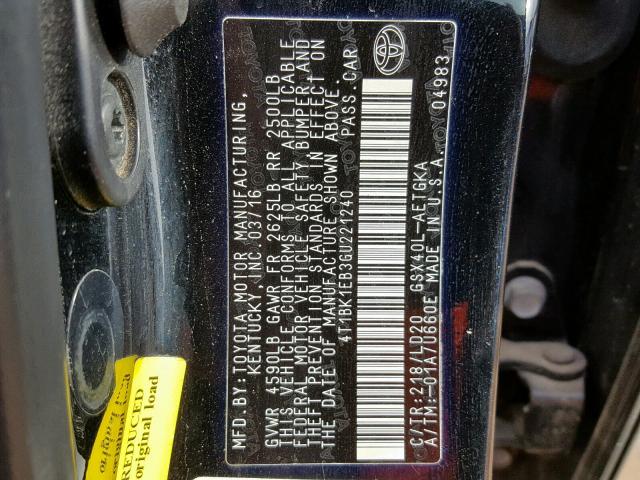 MFD. BY: TOYOTA MOTOR MANUFACTURING,
KENTUCKY, INC. 03/16
GVWR 4590LB GAWR FR 2625LB RR 2500LB
THIS VEHICLE CONFORMS TO ALL APPLICABLE
FEDERAL MOTOR VEHICLE SAFETY, BUMPER, AND
THEFT PREVENTION STANDARDS IN EFFECT ON
THE DATE OF MANUFACTURE SHOWN ABOVE.
4T1BK1EB3GU221240 PASS. CAR
C/TR:218/LD20 GSX40L-AETGKA
A/TM:-01A/U660E MADE IN U.S.A. 04983
REDUCED
original load